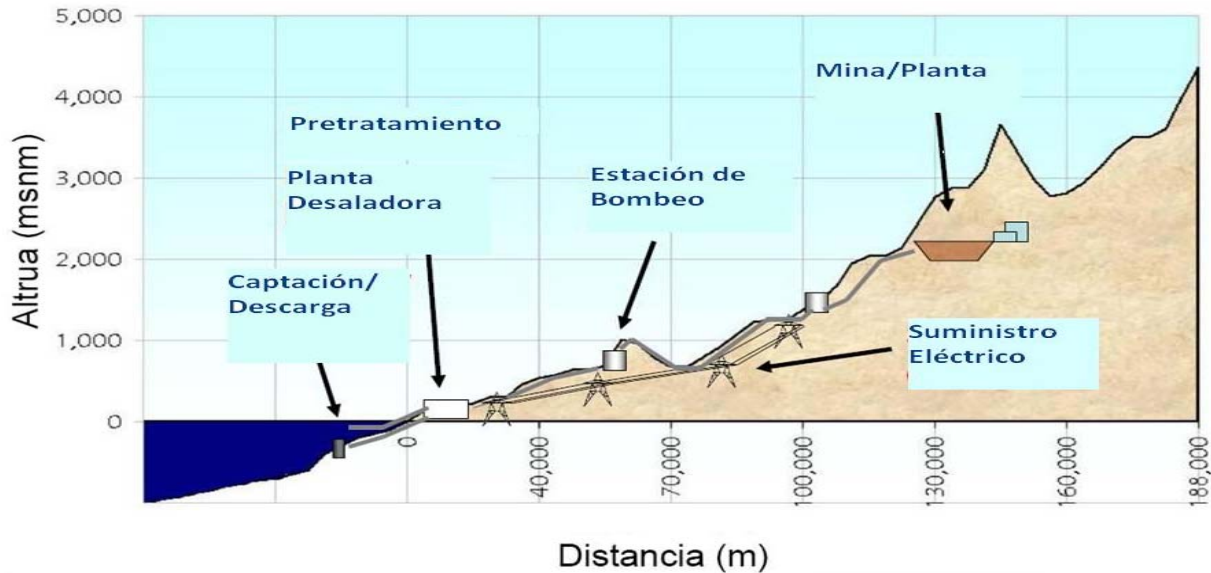 5,000
4,000
3,000
2,000
1,000
0
Altrua (msnm)
Pretratamiento
Planta
Desaladora
Captación/
Descarga
Estación de
Bombeo
Mina/Planta
Suministro
Eléctrico
0
40,000
70,000
100,000
130,000
160,000
188,000
Distancia (m)